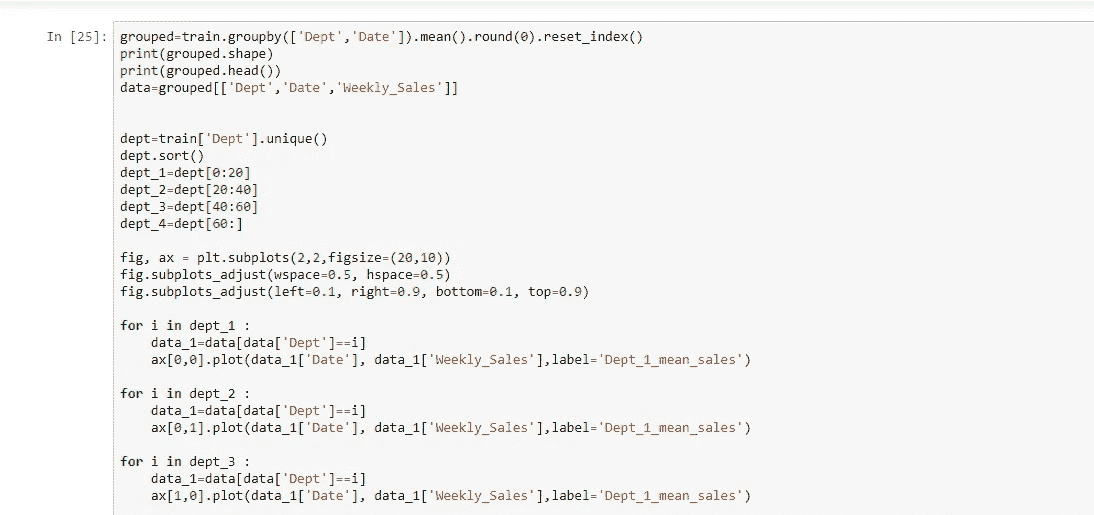 In [25]: grouped=train.groupby(['Dept','Date']).mean().round(0).reset_index()
print(grouped.shape)
print(grouped.head())
data=grouped[['Dept','Date','Weekly_Sales']]
dept=train['Dept'].unique()
dept.sort()
dept_1=dept[0:20]
dept_2=dept[20:40]
dept_3=dept[40:60]
dept_4=dept[60:]
fig, ax = plt.subplots(2,2,figsize=(20,10))
fig.subplots_adjust(wspace=0.5, hspace=0.5)
fig.subplots_adjust(left=0.1, right=0.9, bottom=0.1, top=0.9)
for i in dept_1 :
    data_1=data[data['Dept']==i]
    ax[0,0].plot(data_1['Date'], data_1['Weekly_Sales'],label='Dept_1_mean_sales')
for i in dept_2 :
    data_1=data[data['Dept']==i]
    ax[0,1].plot(data_1['Date'], data_1['Weekly_Sales'],label='Dept_1_mean_sales')
for i in dept_3 :
    data_1=data[data['Dept']==i]
    ax[1,0].plot(data_1['Date'], data_1['Weekly_Sales'],label='Dept_1_mean_sales')